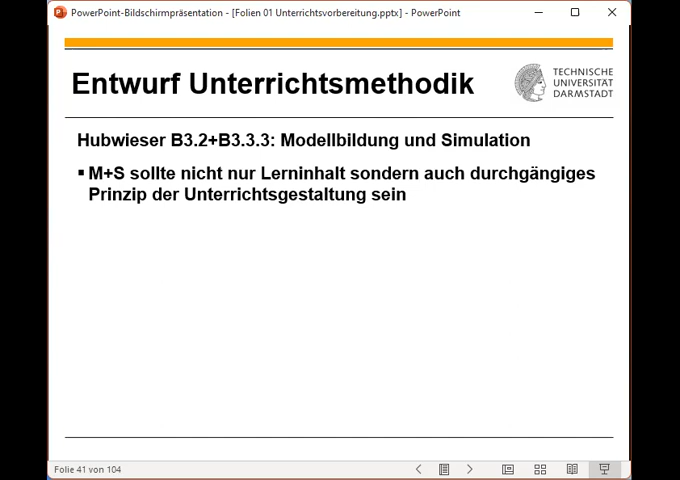 PowerPoint-Bildschirmpräsentation - [Folien 01 Unterrichtsvorbereitung.pptx] - PowerPoint
Entwurf Unterrichtsmethodik
TECHNISCHE
UNIVERSITÄT
DARMSTADT
Hubwieser B3.2+B3.3.3: Modellbildung und Simulation
▪ M+S sollte nicht nur Lerninhalt sondern auch durchgängiges
Prinzip der Unterrichtsgestaltung sein
Folie 41 von 104